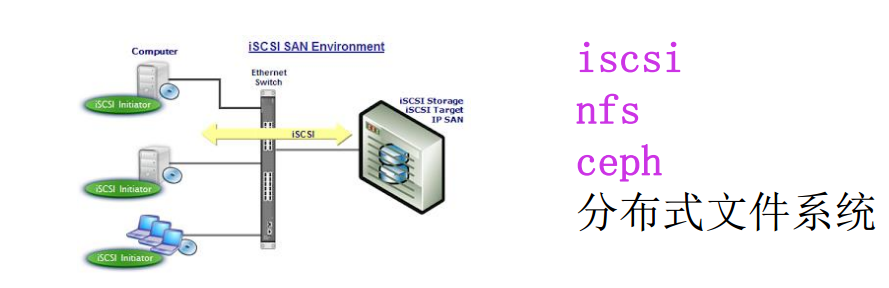 iSCSI SAN Environment
Computer
Ethernet
Switch
iSCSI Initiator
iSCSI Storage
iSCSI Target
IP SAN
iSCSI
iSCSI Initiator
iSCSI Initiator
iscsi
nfs
ceph
分布式文件系统